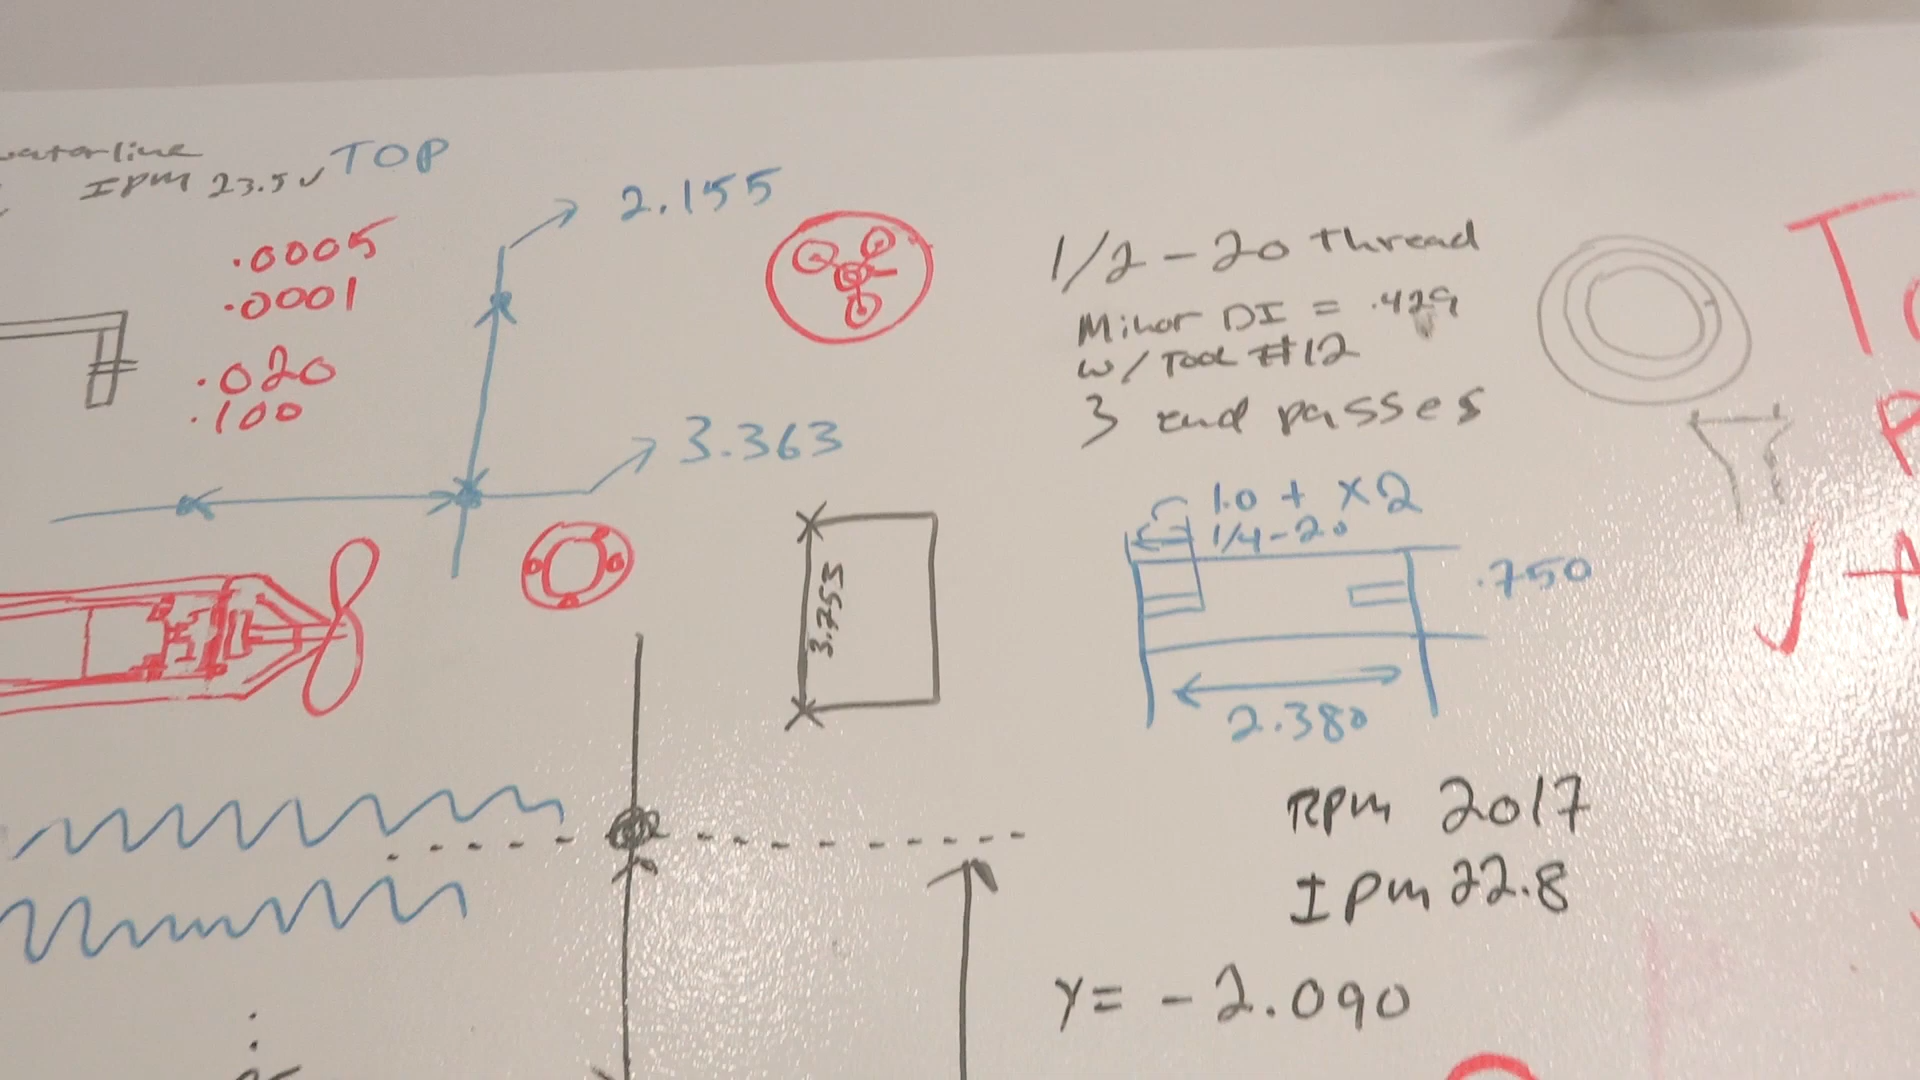 waterline
IPM 23.5 ✓
TOP
.0005
.0001
.020
.100
2.155
3.363
3.753
1/2-20 thread
Minor DI = .429
w/ Tool #12
3 end passes
1.0 + x2
1/4-20
.750
2.380
RPM 2017
IPM 22.8
Y= -2.090